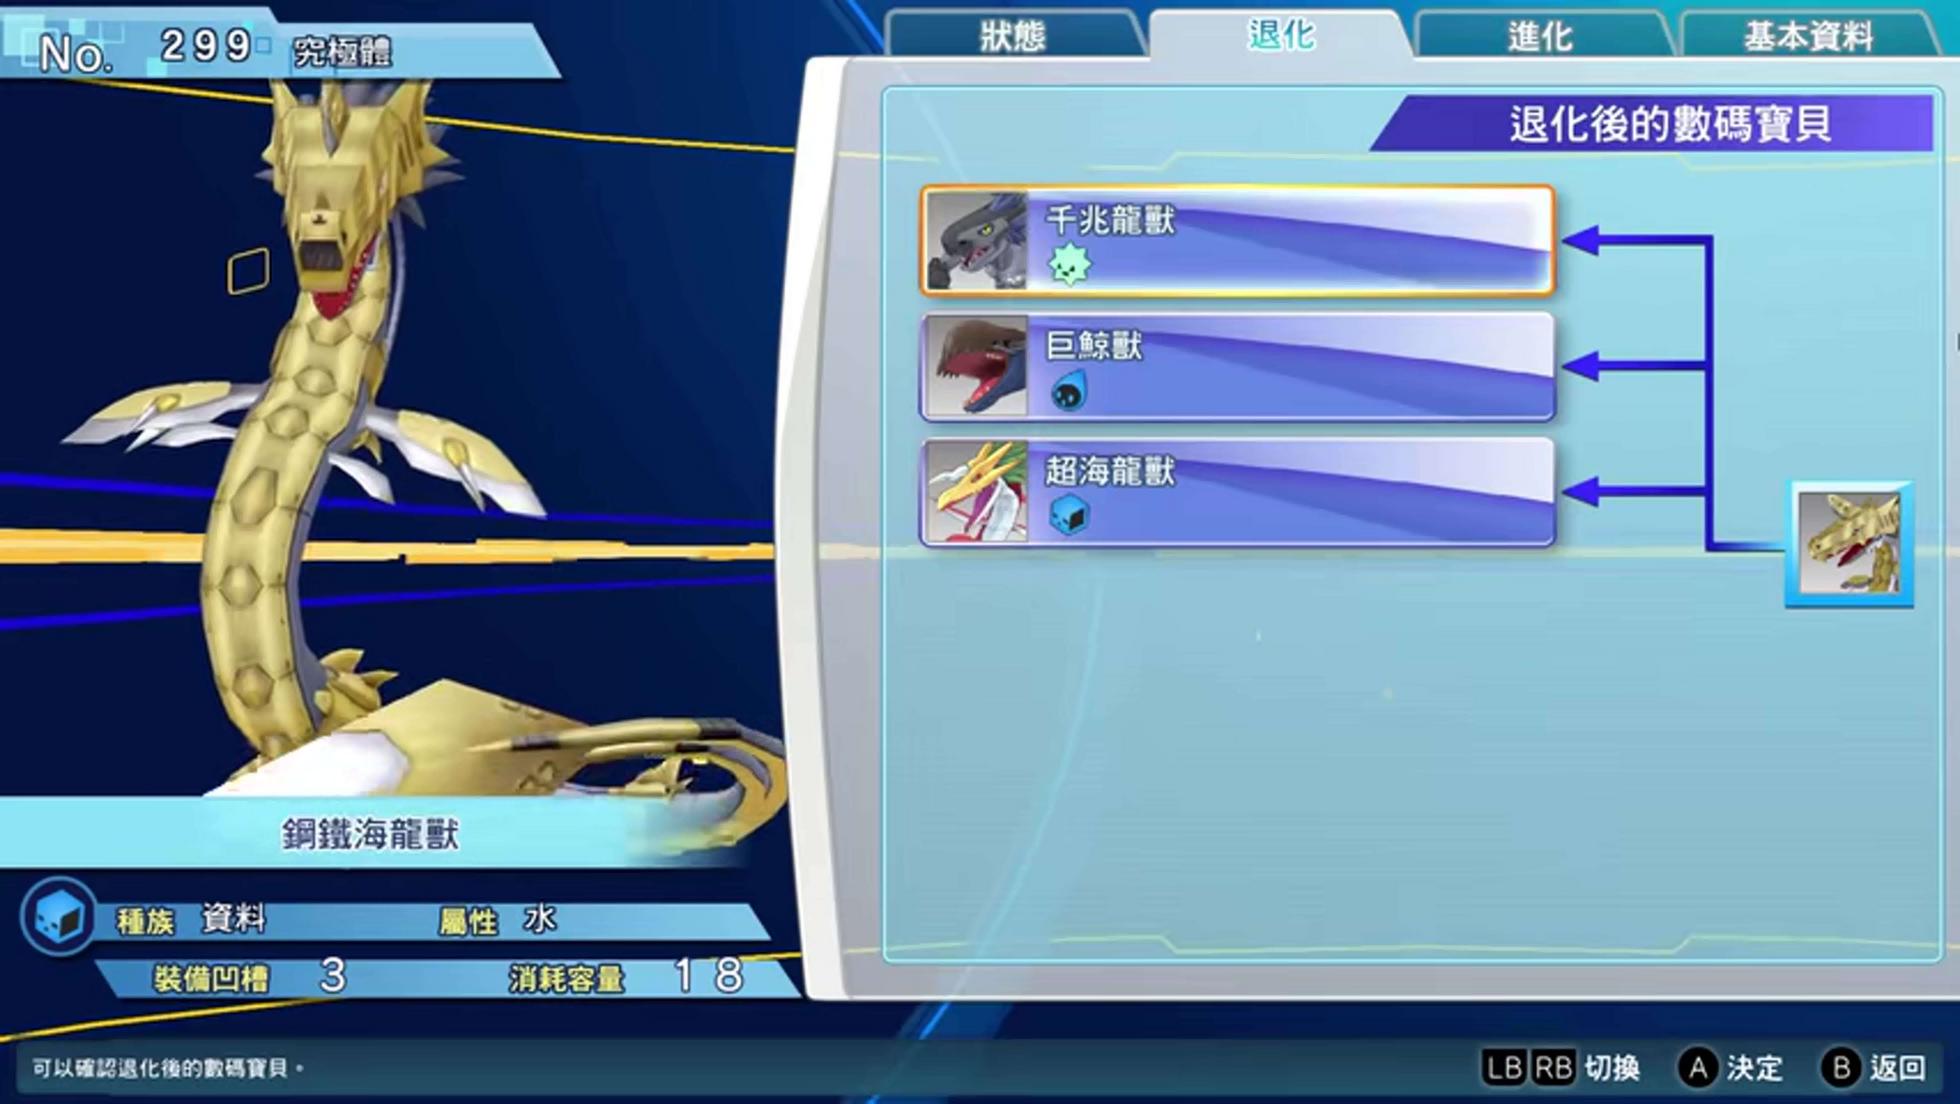 No. 299 究極體
狀態 退化 進化 基本資料
退化後的數碼寶貝
千兆龍獸
巨鯨獸
超海龍獸
鋼鐵海龍獸
種族 資料 屬性 水
裝備凹槽 3 消耗容量 18
可以確認退化後的數碼寶貝。
LB RB 切換 A 決定 B 返回